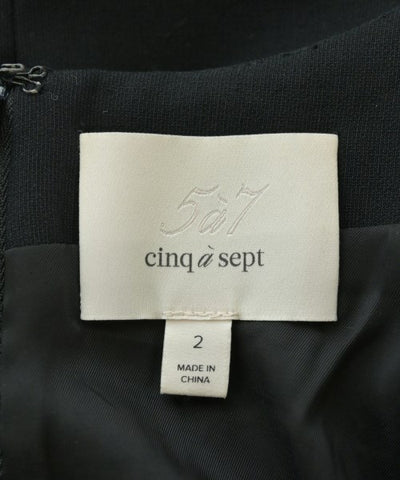 5à7
cinq à sept
2
MADE IN
CHINA